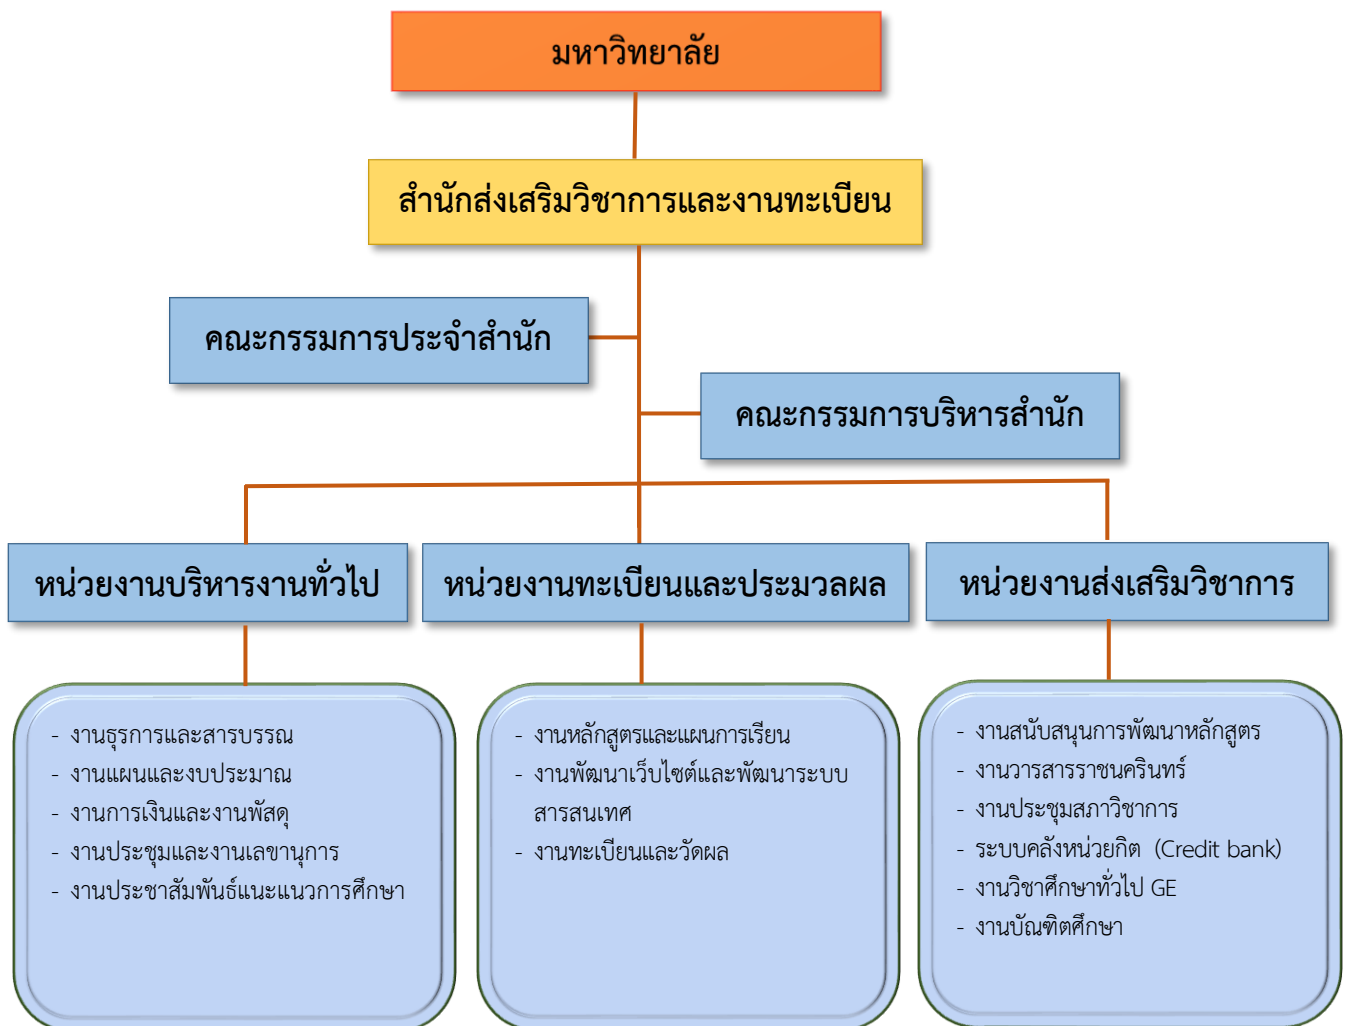 มหาวิทยาลัย
สำนักส่งเสริมวิชาการและงานทะเบียน
คณะกรรมการประจำสำนัก
คณะกรรมการบริหารสำนัก
หน่วยงานบริหารงานทั่วไป
หน่วยงานทะเบียนและประมวลผล
หน่วยงานส่งเสริมวิชาการ
- งานธุรการและสารบรรณ
- งานแผนและงบประมาณ
- งานการเงินและงานพัสดุ
- งานประชุมและงานเลขานุการ
- งานประชาสัมพันธ์แนะแนวการศึกษา
- งานหลักสูตรและแผนการเรียน
- งานพัฒนาเว็บไซต์และพัฒนาระบบ
สารสนเทศ
- งานทะเบียนและวัดผล
- งานสนับสนุนการพัฒนาหลักสูตร
- งานวารสารราชนครินทร์
- งานประชุมสภาวิชาการ
- ระบบคลังหน่วยกิต (Credit bank)
- งานวิชาศึกษาทั่วไป GE
- งานบัณฑิตศึกษา